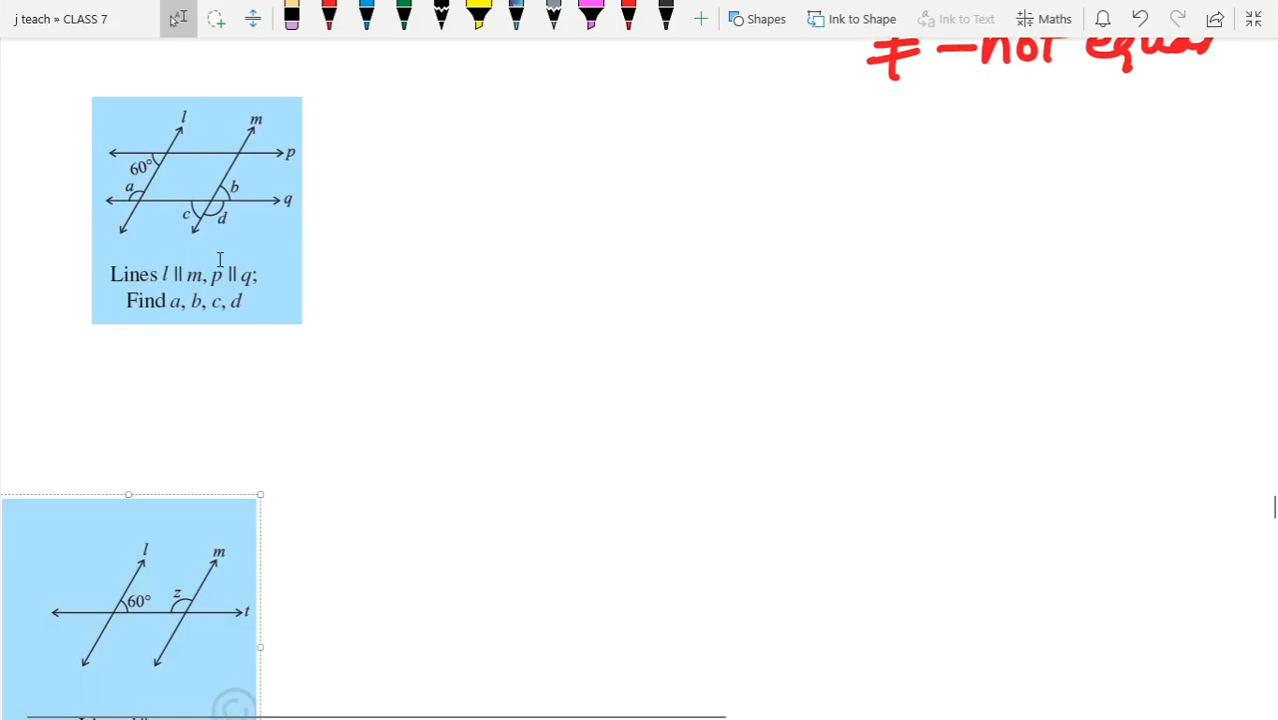 j teach » CLASS 7
Shapes
Ink to Shape
Ink to Text
Maths
≠ – not equal
l
m
60°
p
a
b
q
c
d
Lines l || m, p || q;
Find a, b, c, d
l
m
60°
z
t
©